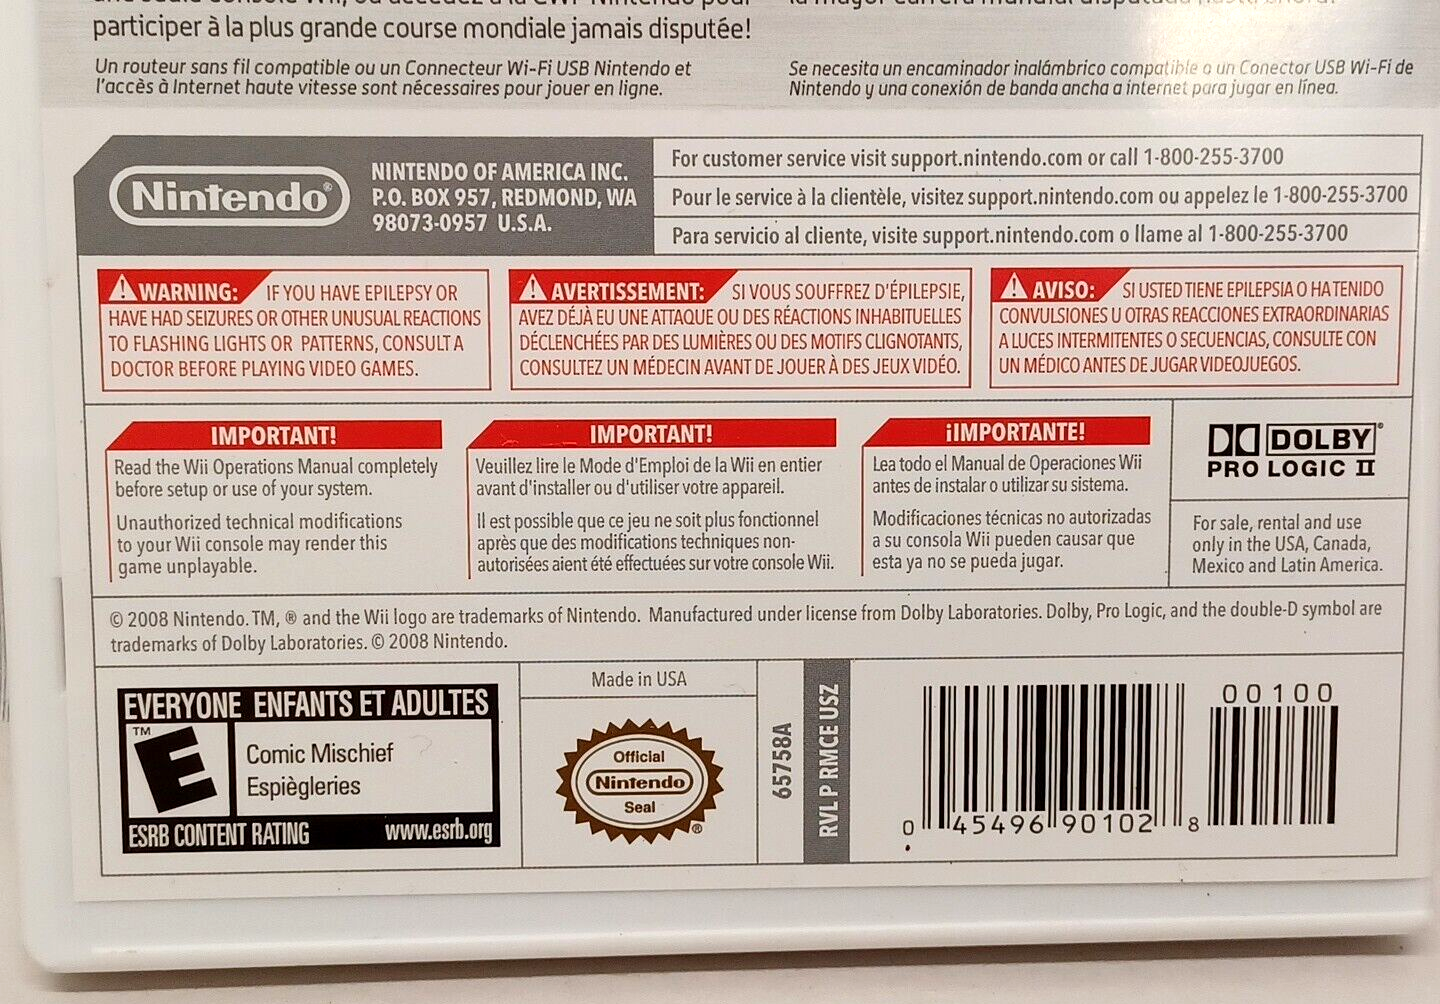 participer à la plus grande course mondiale jamais disputée!
Un routeur sans fil compatible ou un Connecteur Wi-Fi USB Nintendo et
l'accès à Internet haute vitesse sont nécessaires pour jouer en ligne.
Se necesita un encaminador inalámbrico compatible o un Conector USB Wi-Fi de
Nintendo y una conexión de banda ancha a internet para jugar en línea.
Nintendo®
NINTENDO OF AMERICA INC.
P.O. BOX 957, REDMOND, WA
98073-0957 U.S.A.
For customer service visit support.nintendo.com or call 1-800-255-3700
Pour le service à la clientèle, visitez support.nintendo.com ou appelez le 1-800-255-3700
Para servicio al cliente, visite support.nintendo.com o llame al 1-800-255-3700
WARNING: IF YOU HAVE EPILEPSY OR
HAVE HAD SEIZURES OR OTHER UNUSUAL REACTIONS
TO FLASHING LIGHTS OR PATTERNS, CONSULT A
DOCTOR BEFORE PLAYING VIDEO GAMES.
AVERTISSEMENT: SI VOUS SOUFFREZ D'ÉPILEPSIE,
AVEZ DÉJÀ EU UNE ATTAQUE OU DES RÉACTIONS INHABITUELLES
DÉCLENCHÉES PAR DES LUMIÈRES OU DES MOTIFS CLIGNOTANTS,
CONSULTEZ UN MÉDECIN AVANT DE JOUER À DES JEUX VIDÉO.
AVISO: SI USTED TIENE EPILEPSIA O HA TENIDO
CONVULSIONES U OTRAS REACCIONES EXTRAORDINARIAS
A LUCES INTERMITENTES O SECUENCIAS, CONSULTE CON
UN MÉDICO ANTES DE JUGAR VIDEOJUEGOS.
IMPORTANT!
Read the Wii Operations Manual completely
before setup or use of your system.
Unauthorized technical modifications
to your Wii console may render this
game unplayable.
IMPORTANT!
Veuillez lire le Mode d'Emploi de la Wii en entier
avant d'installer ou d'utiliser votre appareil.
Il est possible que ce jeu ne soit plus fonctionnel
après que des modifications techniques non-
autorisées aient été effectuées sur votre console Wii.
¡IMPORTANTE!
Lea todo el Manual de Operaciones Wii
antes de instalar o utilizar su sistema.
Modificaciones técnicas no autorizadas
a su consola Wii pueden causar que
esta ya no se pueda jugar.
DOLBY®
PRO LOGIC II
For sale, rental and use
only in the USA, Canada,
Mexico and Latin America.
© 2008 Nintendo. TM, ® and the Wii logo are trademarks of Nintendo. Manufactured under license from Dolby Laboratories. Dolby, Pro Logic, and the double-D symbol are
trademarks of Dolby Laboratories. © 2008 Nintendo.
EVERYONE ENFANTS ET ADULTES
TM
E
Comic Mischief
Espiègleries
ESRB CONTENT RATING www.esrb.org
Made in USA
Official
Nintendo
Seal
®
65758A
RVL P RMCE USZ
00100
0 45496 90102 8